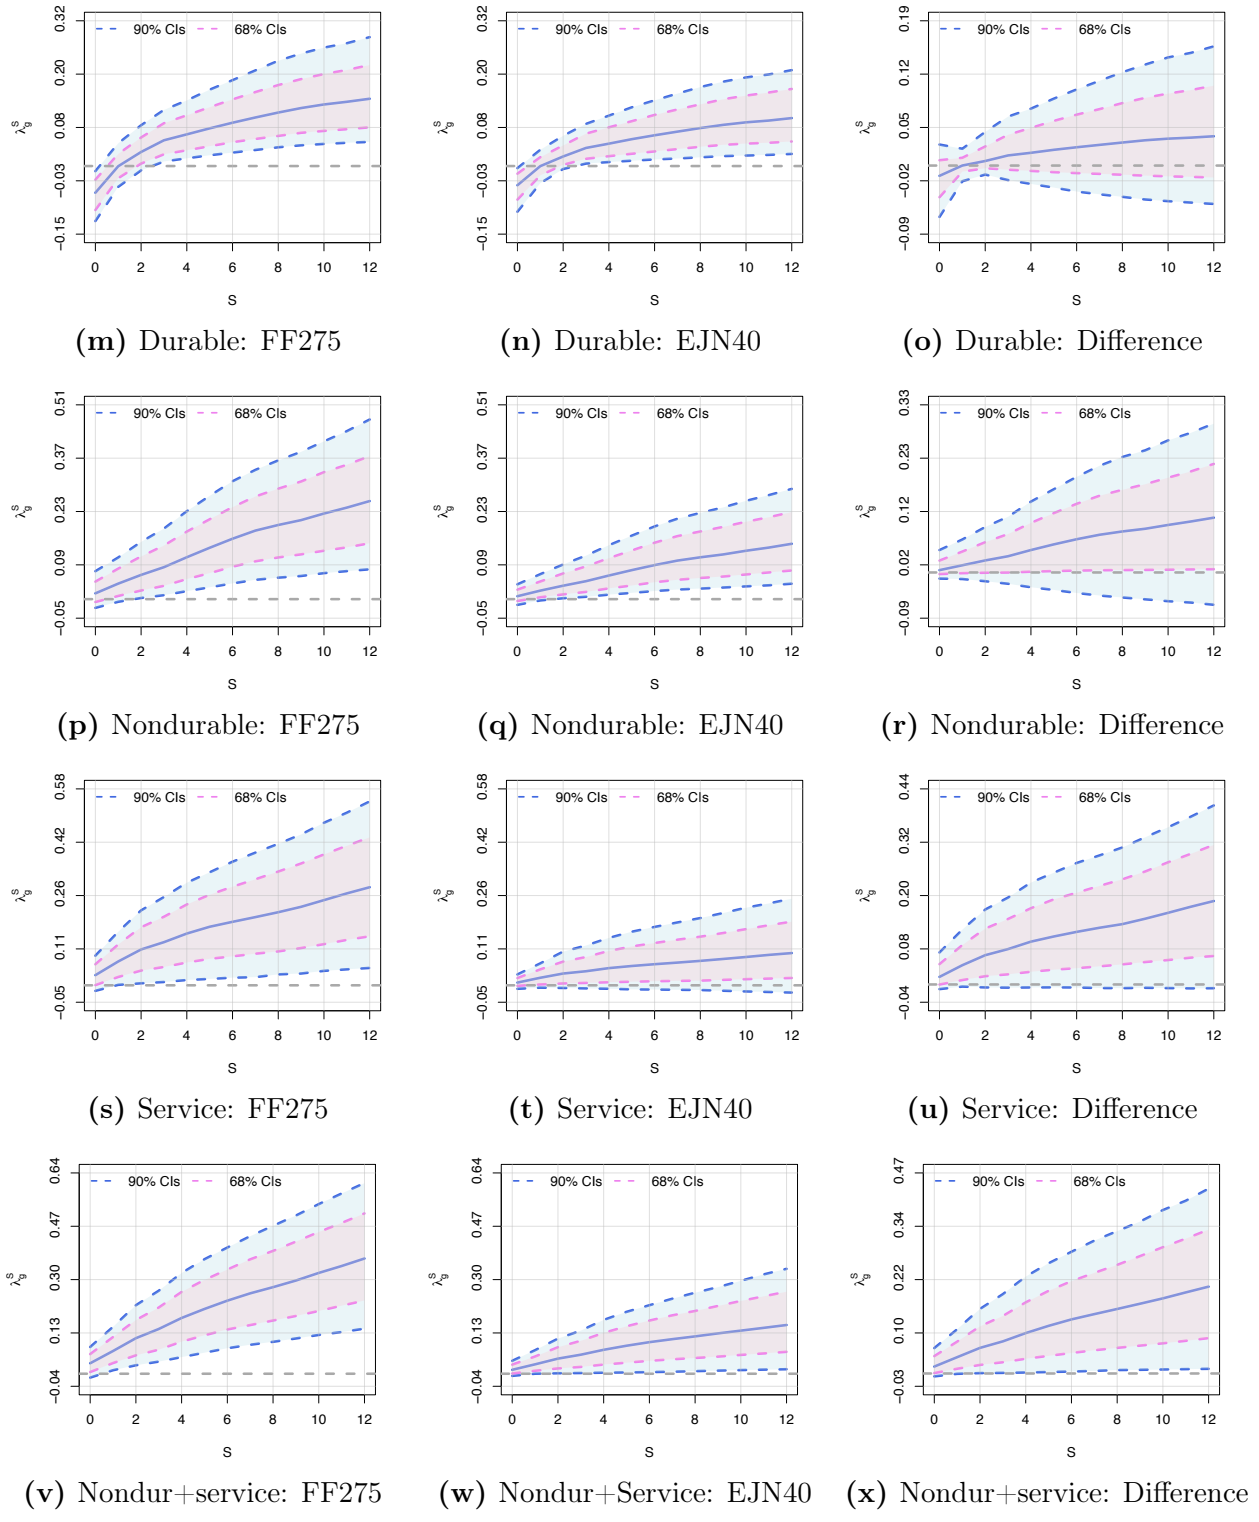 90% CIs 68% CIs
0.32
0.20
0.08
−0.03
−0.15
λ_g^S
0 2 4 6 8 10 12
S
(m) Durable: FF275
90% CIs 68% CIs
0.32
0.20
0.08
−0.03
−0.15
λ_g^S
0 2 4 6 8 10 12
S
(n) Durable: EJN40
90% CIs 68% CIs
0.19
0.12
0.05
−0.02
−0.09
λ_g^S
0 2 4 6 8 10 12
S
(o) Durable: Difference
90% CIs 68% CIs
0.51
0.37
0.23
0.09
−0.05
λ_g^S
0 2 4 6 8 10 12
S
(p) Nondurable: FF275
90% CIs 68% CIs
0.51
0.37
0.23
0.09
−0.05
λ_g^S
0 2 4 6 8 10 12
S
(q) Nondurable: EJN40
90% CIs 68% CIs
0.33
0.23
0.12
0.02
−0.09
λ_g^S
0 2 4 6 8 10 12
S
(r) Nondurable: Difference
90% CIs 68% CIs
0.58
0.42
0.26
0.11
−0.05
λ_g^S
0 2 4 6 8 10 12
S
(s) Service: FF275
90% CIs 68% CIs
0.58
0.42
0.26
0.11
−0.05
λ_g^S
0 2 4 6 8 10 12
S
(t) Service: EJN40
90% CIs 68% CIs
0.44
0.32
0.20
0.08
−0.04
λ_g^S
0 2 4 6 8 10 12
S
(u) Service: Difference
90% CIs 68% CIs
0.64
0.47
0.30
0.13
−0.04
λ_g^S
0 2 4 6 8 10 12
S
(v) Nondur+service: FF275
90% CIs 68% CIs
0.64
0.47
0.30
0.13
−0.04
λ_g^S
0 2 4 6 8 10 12
S
(w) Nondur+Service: EJN40
90% CIs 68% CIs
0.47
0.34
0.22
0.10
−0.03
λ_g^S
0 2 4 6 8 10 12
S
(x) Nondur+service: Difference